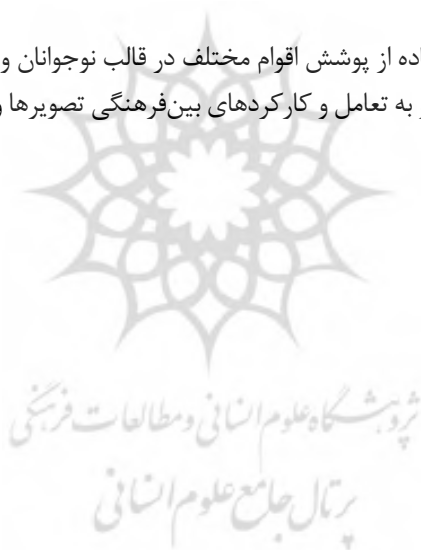 اده از پوشش اقوام مختلف در قالب نوجوانان و
ر به تعامل و کارکردهای بین‌فرهنگی تصویرها و
پژوهشگاه علوم انسانی و مطالعات فرهنگی
پرتال جامع علوم انسانی